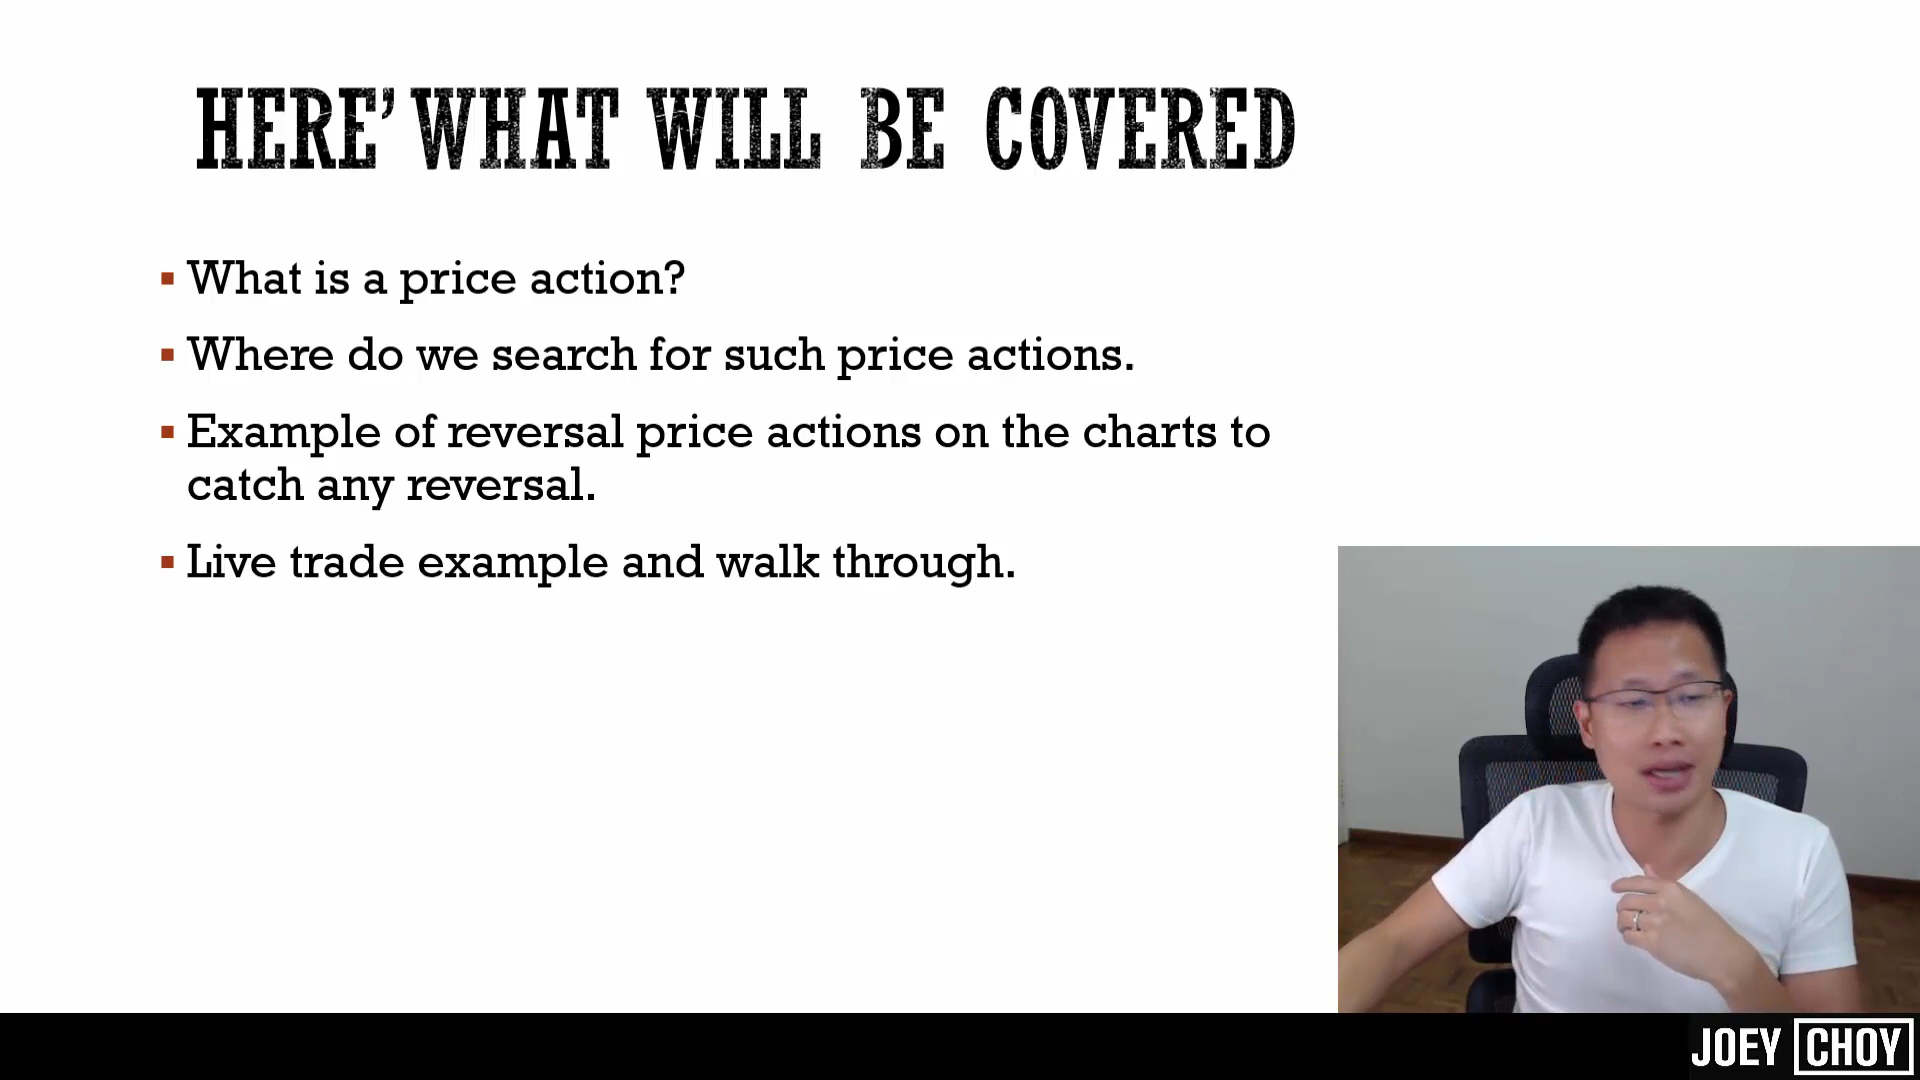 HERE' WHAT WILL BE COVERED
What is a price action?
Where do we search for such price actions.
Example of reversal price actions on the charts to
catch any reversal.
Live trade example and walk through.
JOEY CHOY